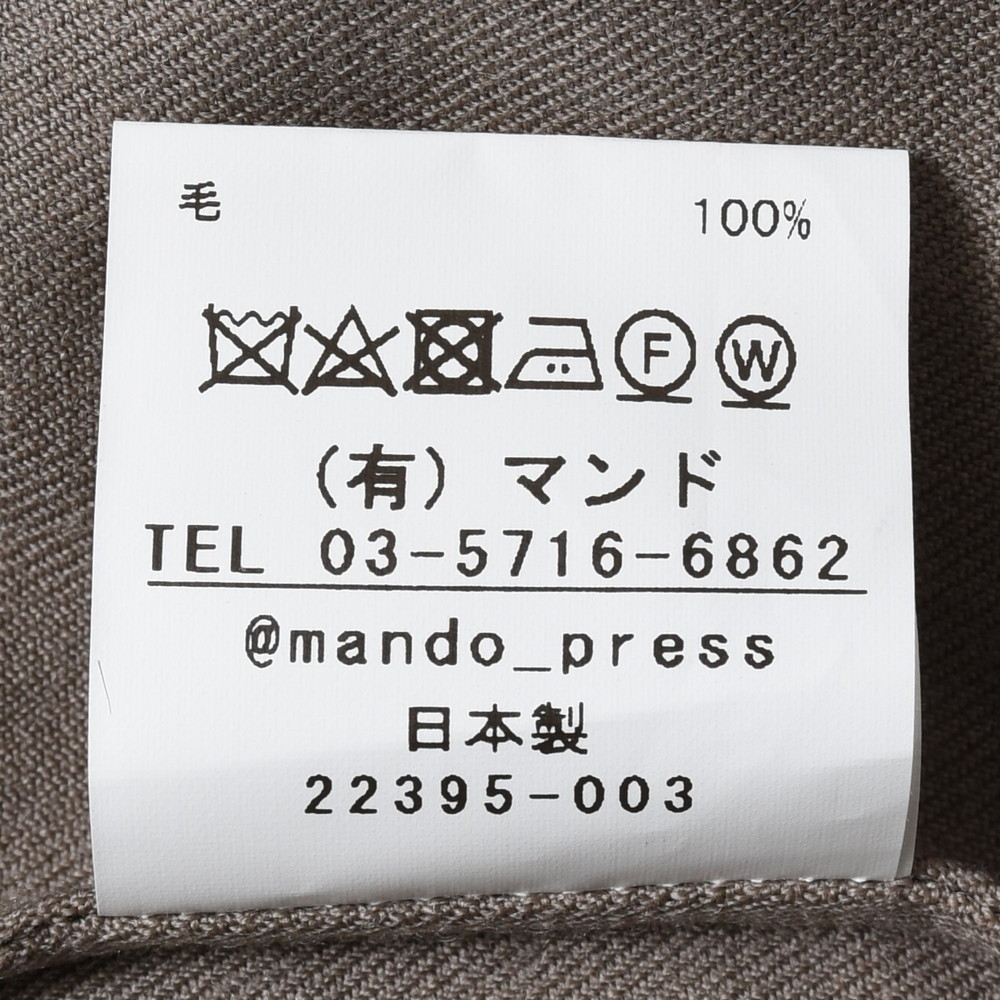 毛 100%
F W
(有) マンド
TEL 03-5716-6862
@mando_press
日本製
22395-003